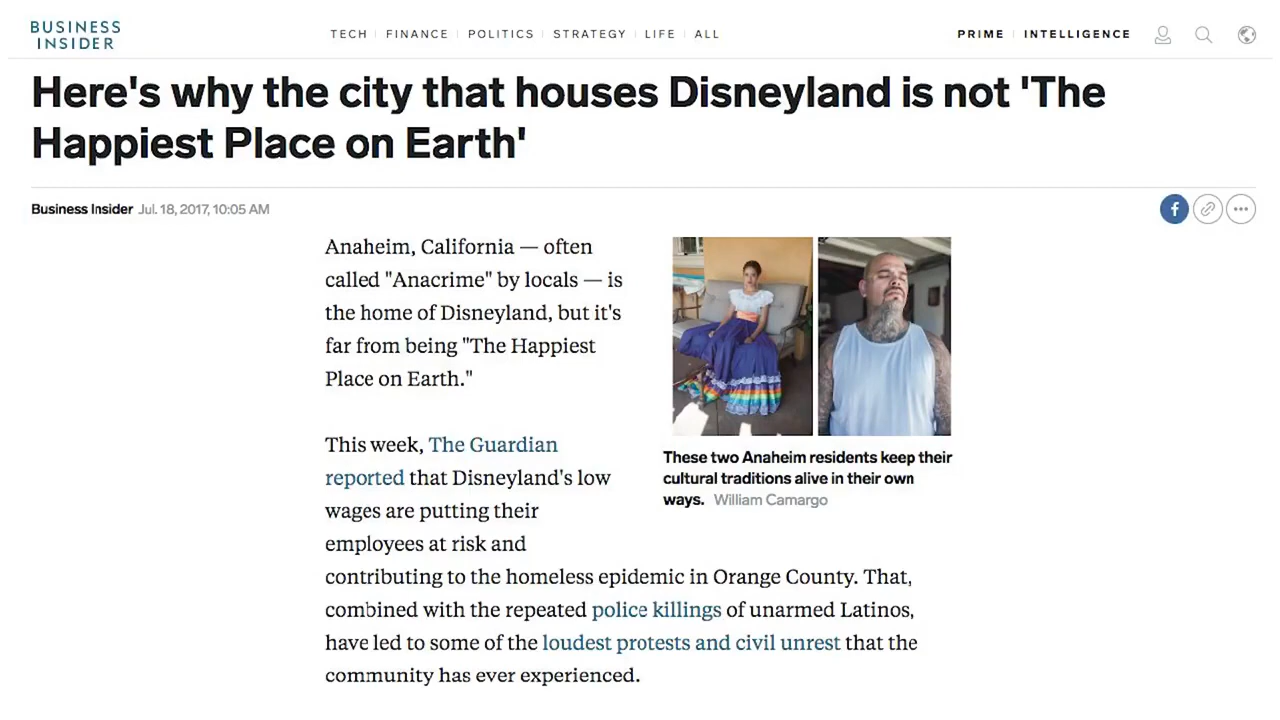 BUSINESS
INSIDER
TECH FINANCE POLITICS STRATEGY LIFE ALL
PRIME INTELLIGENCE
Here's why the city that houses Disneyland is not 'The
Happiest Place on Earth'
Business Insider Jul. 18, 2017, 10:05 AM
Anaheim, California — often
called "Anacrime" by locals — is
the home of Disneyland, but it's
far from being "The Happiest
Place on Earth."
This week, The Guardian
reported that Disneyland's low
wages are putting their
employees at risk and
contributing to the homeless epidemic in Orange County. That,
combined with the repeated police killings of unarmed Latinos,
have led to some of the loudest protests and civil unrest that the
community has ever experienced.
These two Anaheim residents keep their
cultural traditions alive in their own
ways. William Camargo